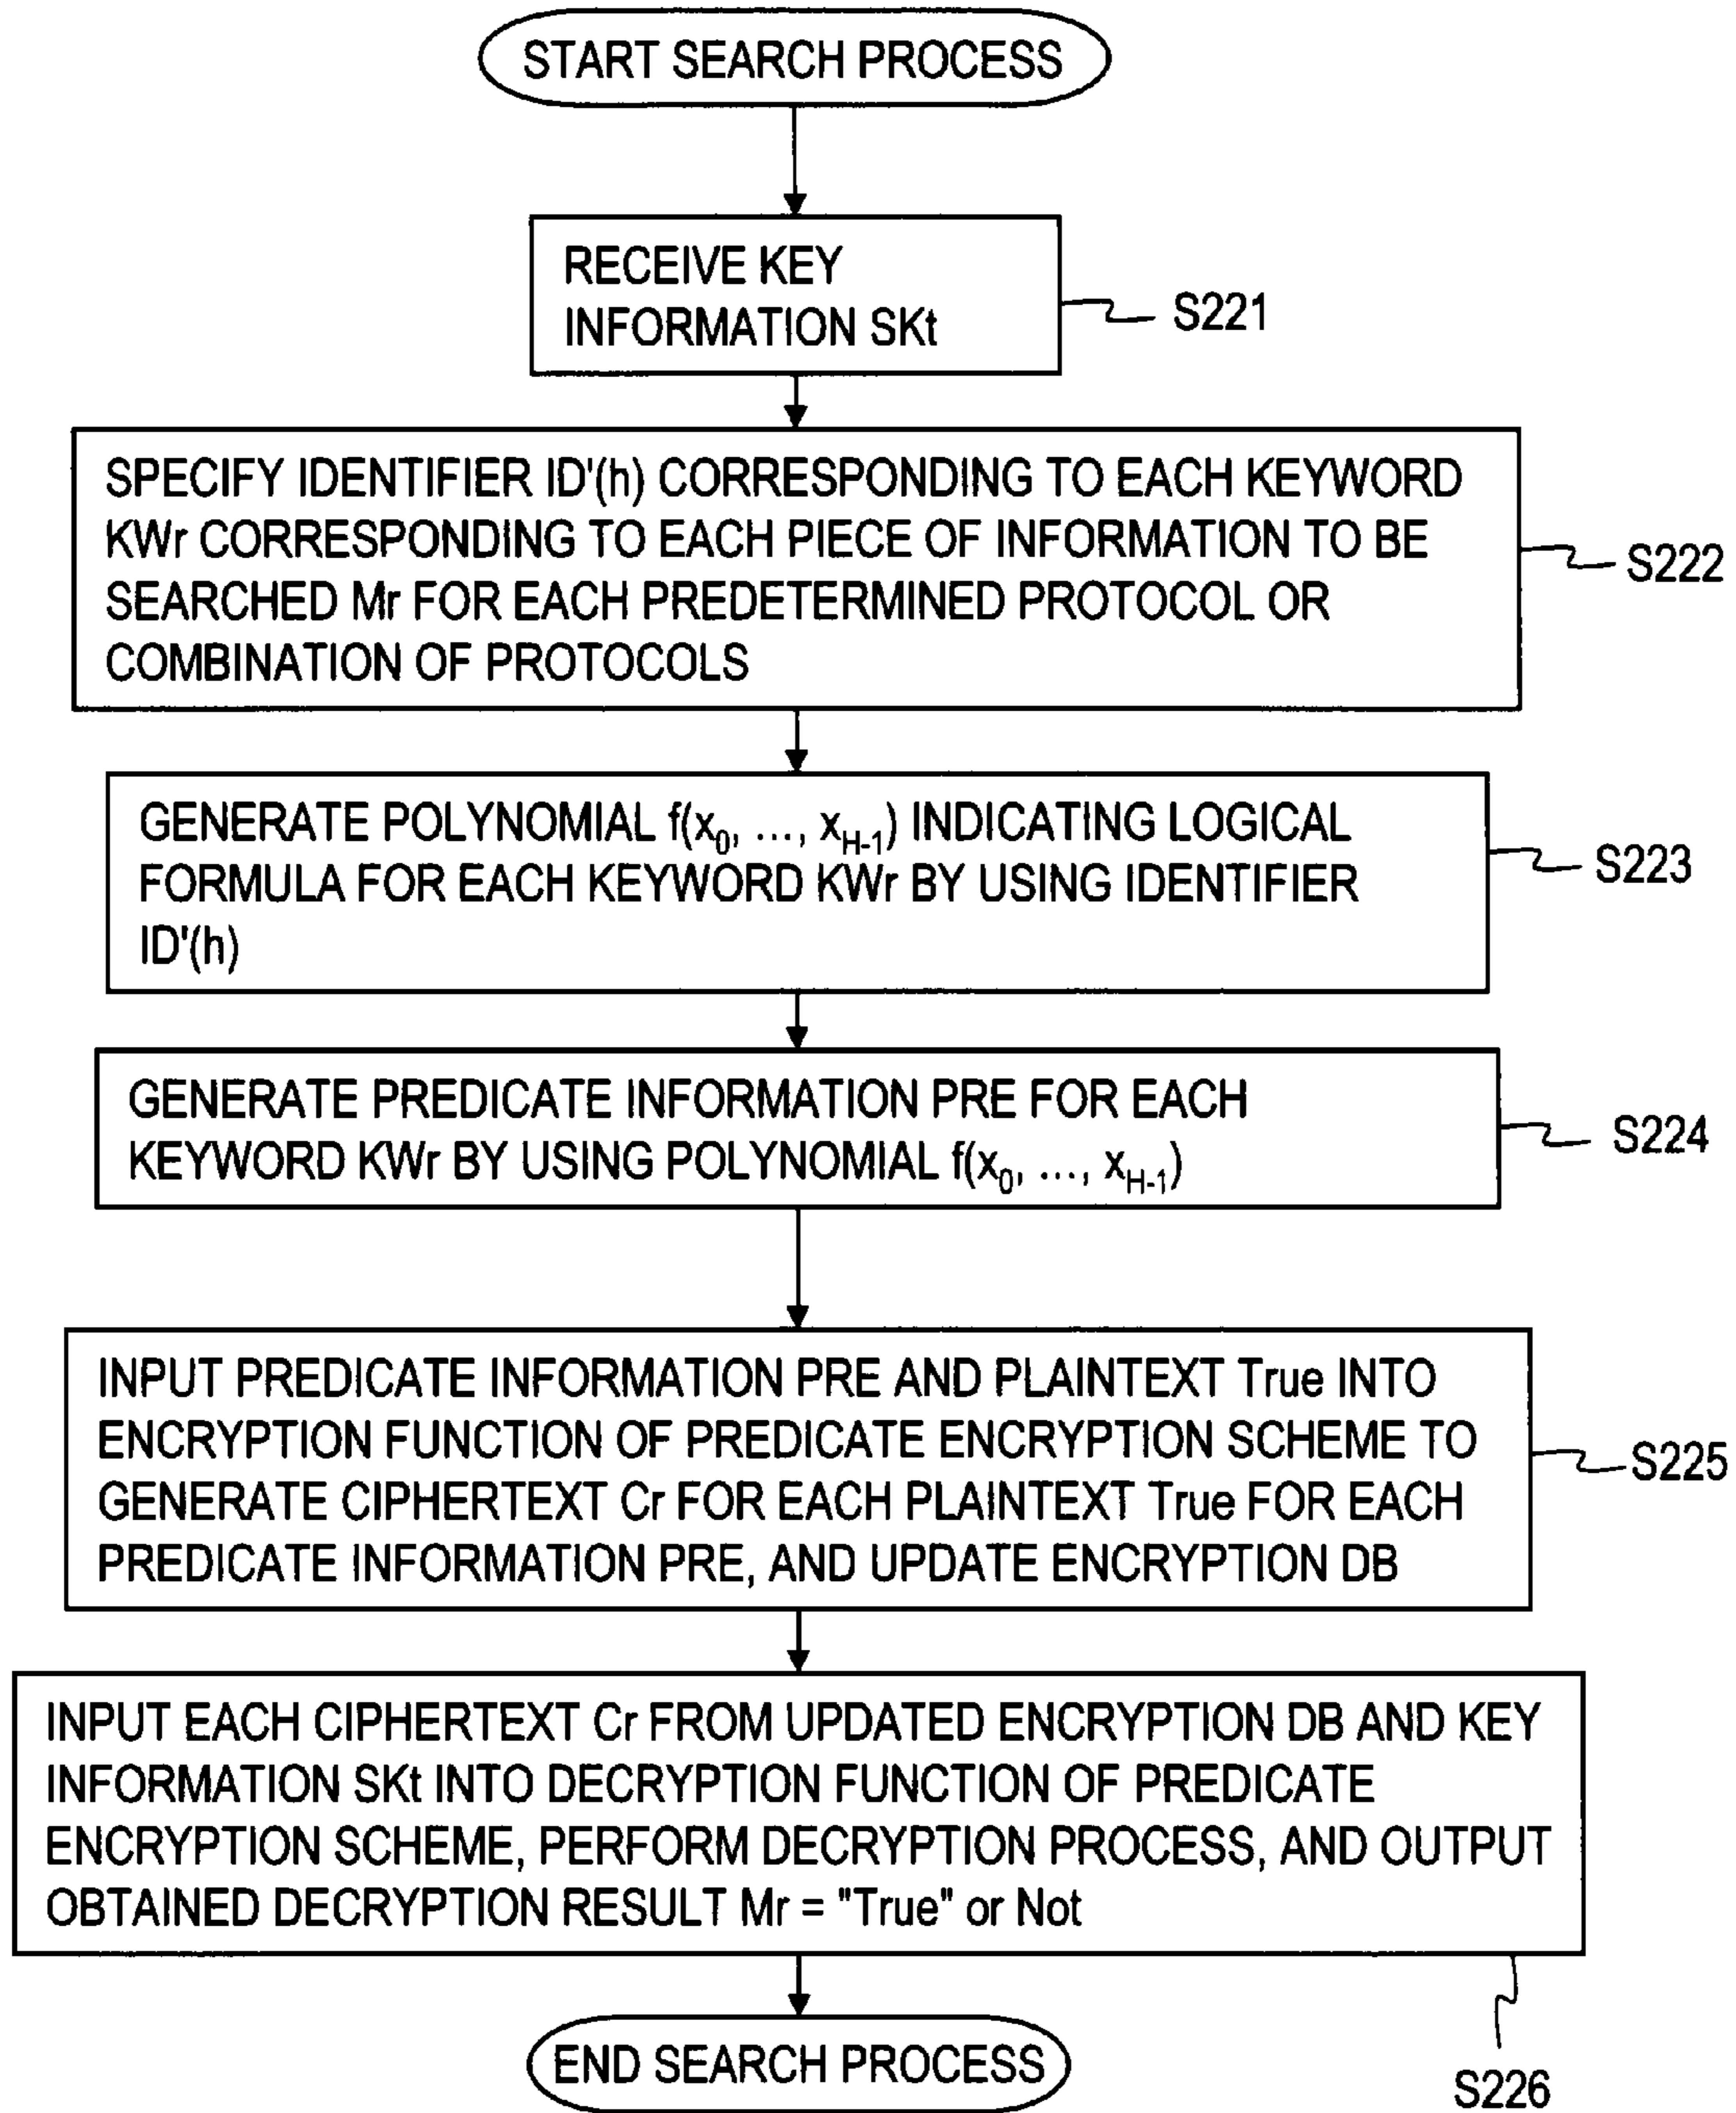 START SEARCH PROCESS
RECEIVE KEY
INFORMATION SKt
S221
SPECIFY IDENTIFIER ID'(h) CORRESPONDING TO EACH KEYWORD
KWr CORRESPONDING TO EACH PIECE OF INFORMATION TO BE
SEARCHED Mr FOR EACH PREDETERMINED PROTOCOL OR
COMBINATION OF PROTOCOLS
S222
GENERATE POLYNOMIAL f(x_0, ..., x_{H-1}) INDICATING LOGICAL
FORMULA FOR EACH KEYWORD KWr BY USING IDENTIFIER
ID'(h)
S223
GENERATE PREDICATE INFORMATION PRE FOR EACH
KEYWORD KWr BY USING POLYNOMIAL f(x_0, ..., x_{H-1})
S224
INPUT PREDICATE INFORMATION PRE AND PLAINTEXT True INTO
ENCRYPTION FUNCTION OF PREDICATE ENCRYPTION SCHEME TO
GENERATE CIPHERTEXT Cr FOR EACH PLAINTEXT True FOR EACH
PREDICATE INFORMATION PRE, AND UPDATE ENCRYPTION DB
S225
INPUT EACH CIPHERTEXT Cr FROM UPDATED ENCRYPTION DB AND KEY
INFORMATION SKt INTO DECRYPTION FUNCTION OF PREDICATE
ENCRYPTION SCHEME, PERFORM DECRYPTION PROCESS, AND OUTPUT
OBTAINED DECRYPTION RESULT Mr = "True" or Not
S226
END SEARCH PROCESS